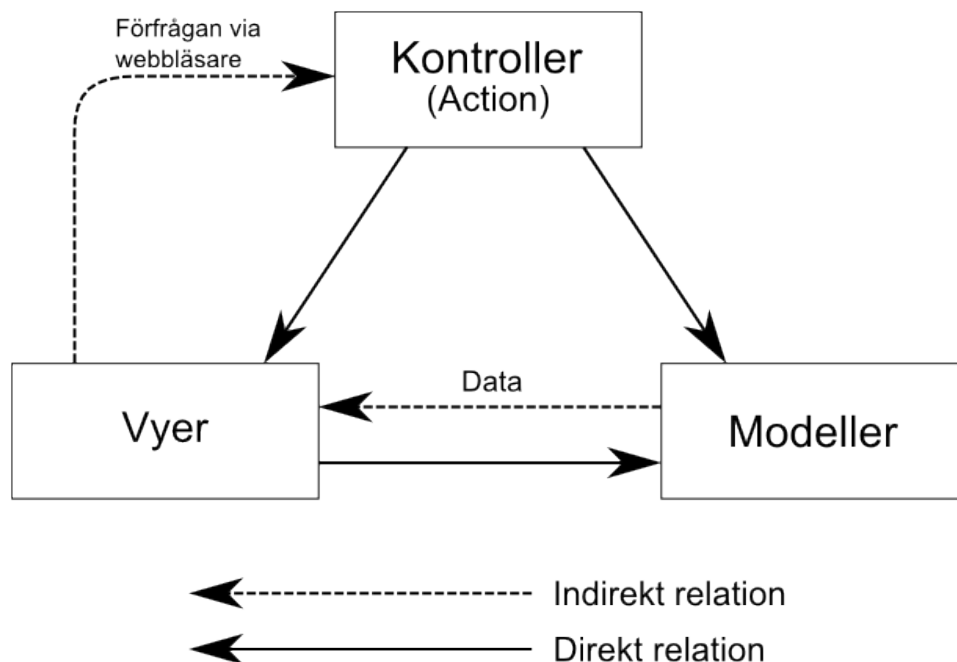 Förfrågan via
webbläsare
Kontroller
(Action)
Data
Vyer
Modeller
Indirekt relation
Direkt relation